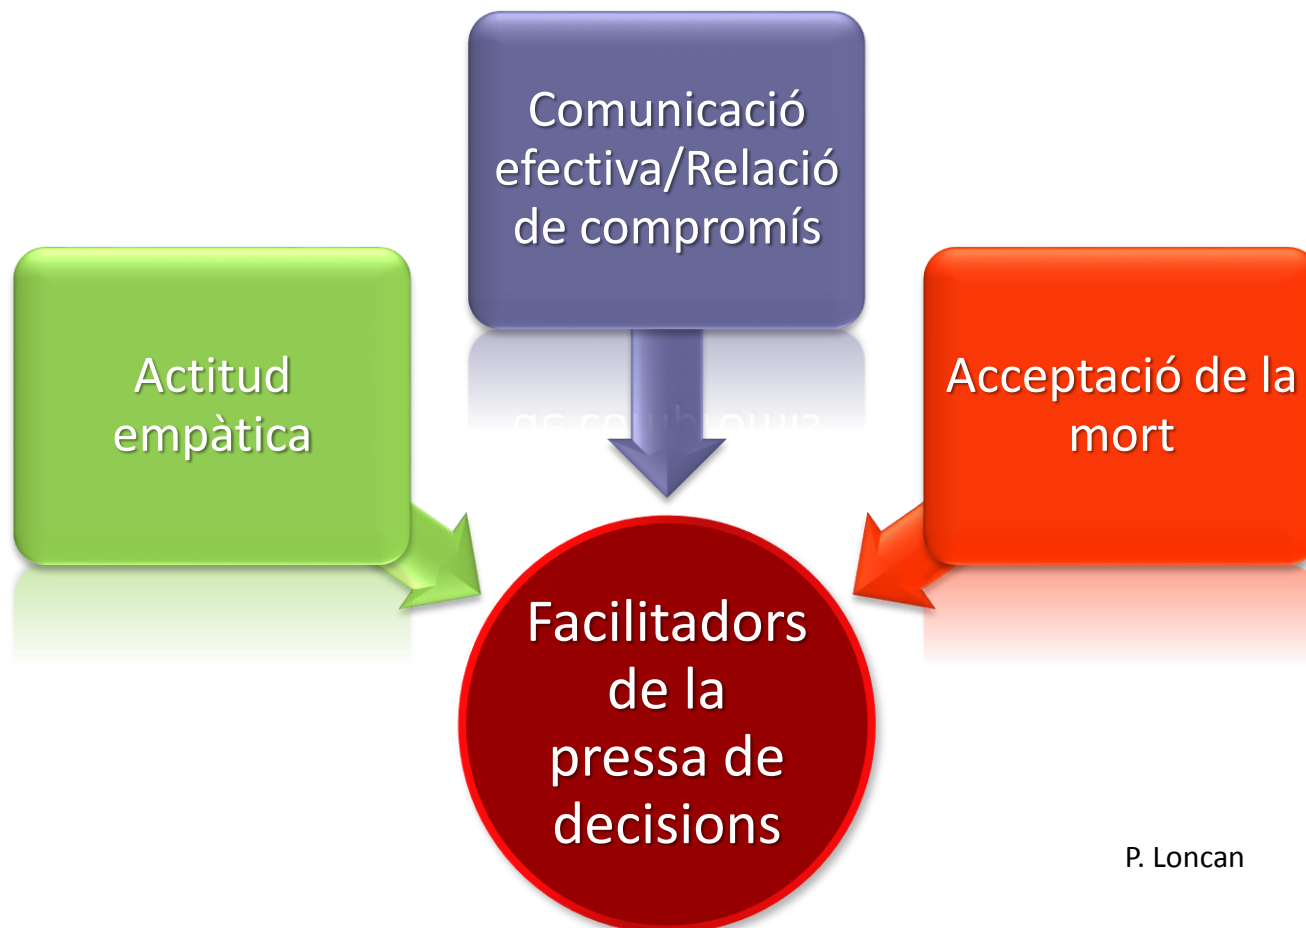 Comunicació
efectiva/Relació
de compromís
Actitud
empàtica
Acceptació de la
mort
Facilitadors
de la
pressa de
decisions
P. Loncan